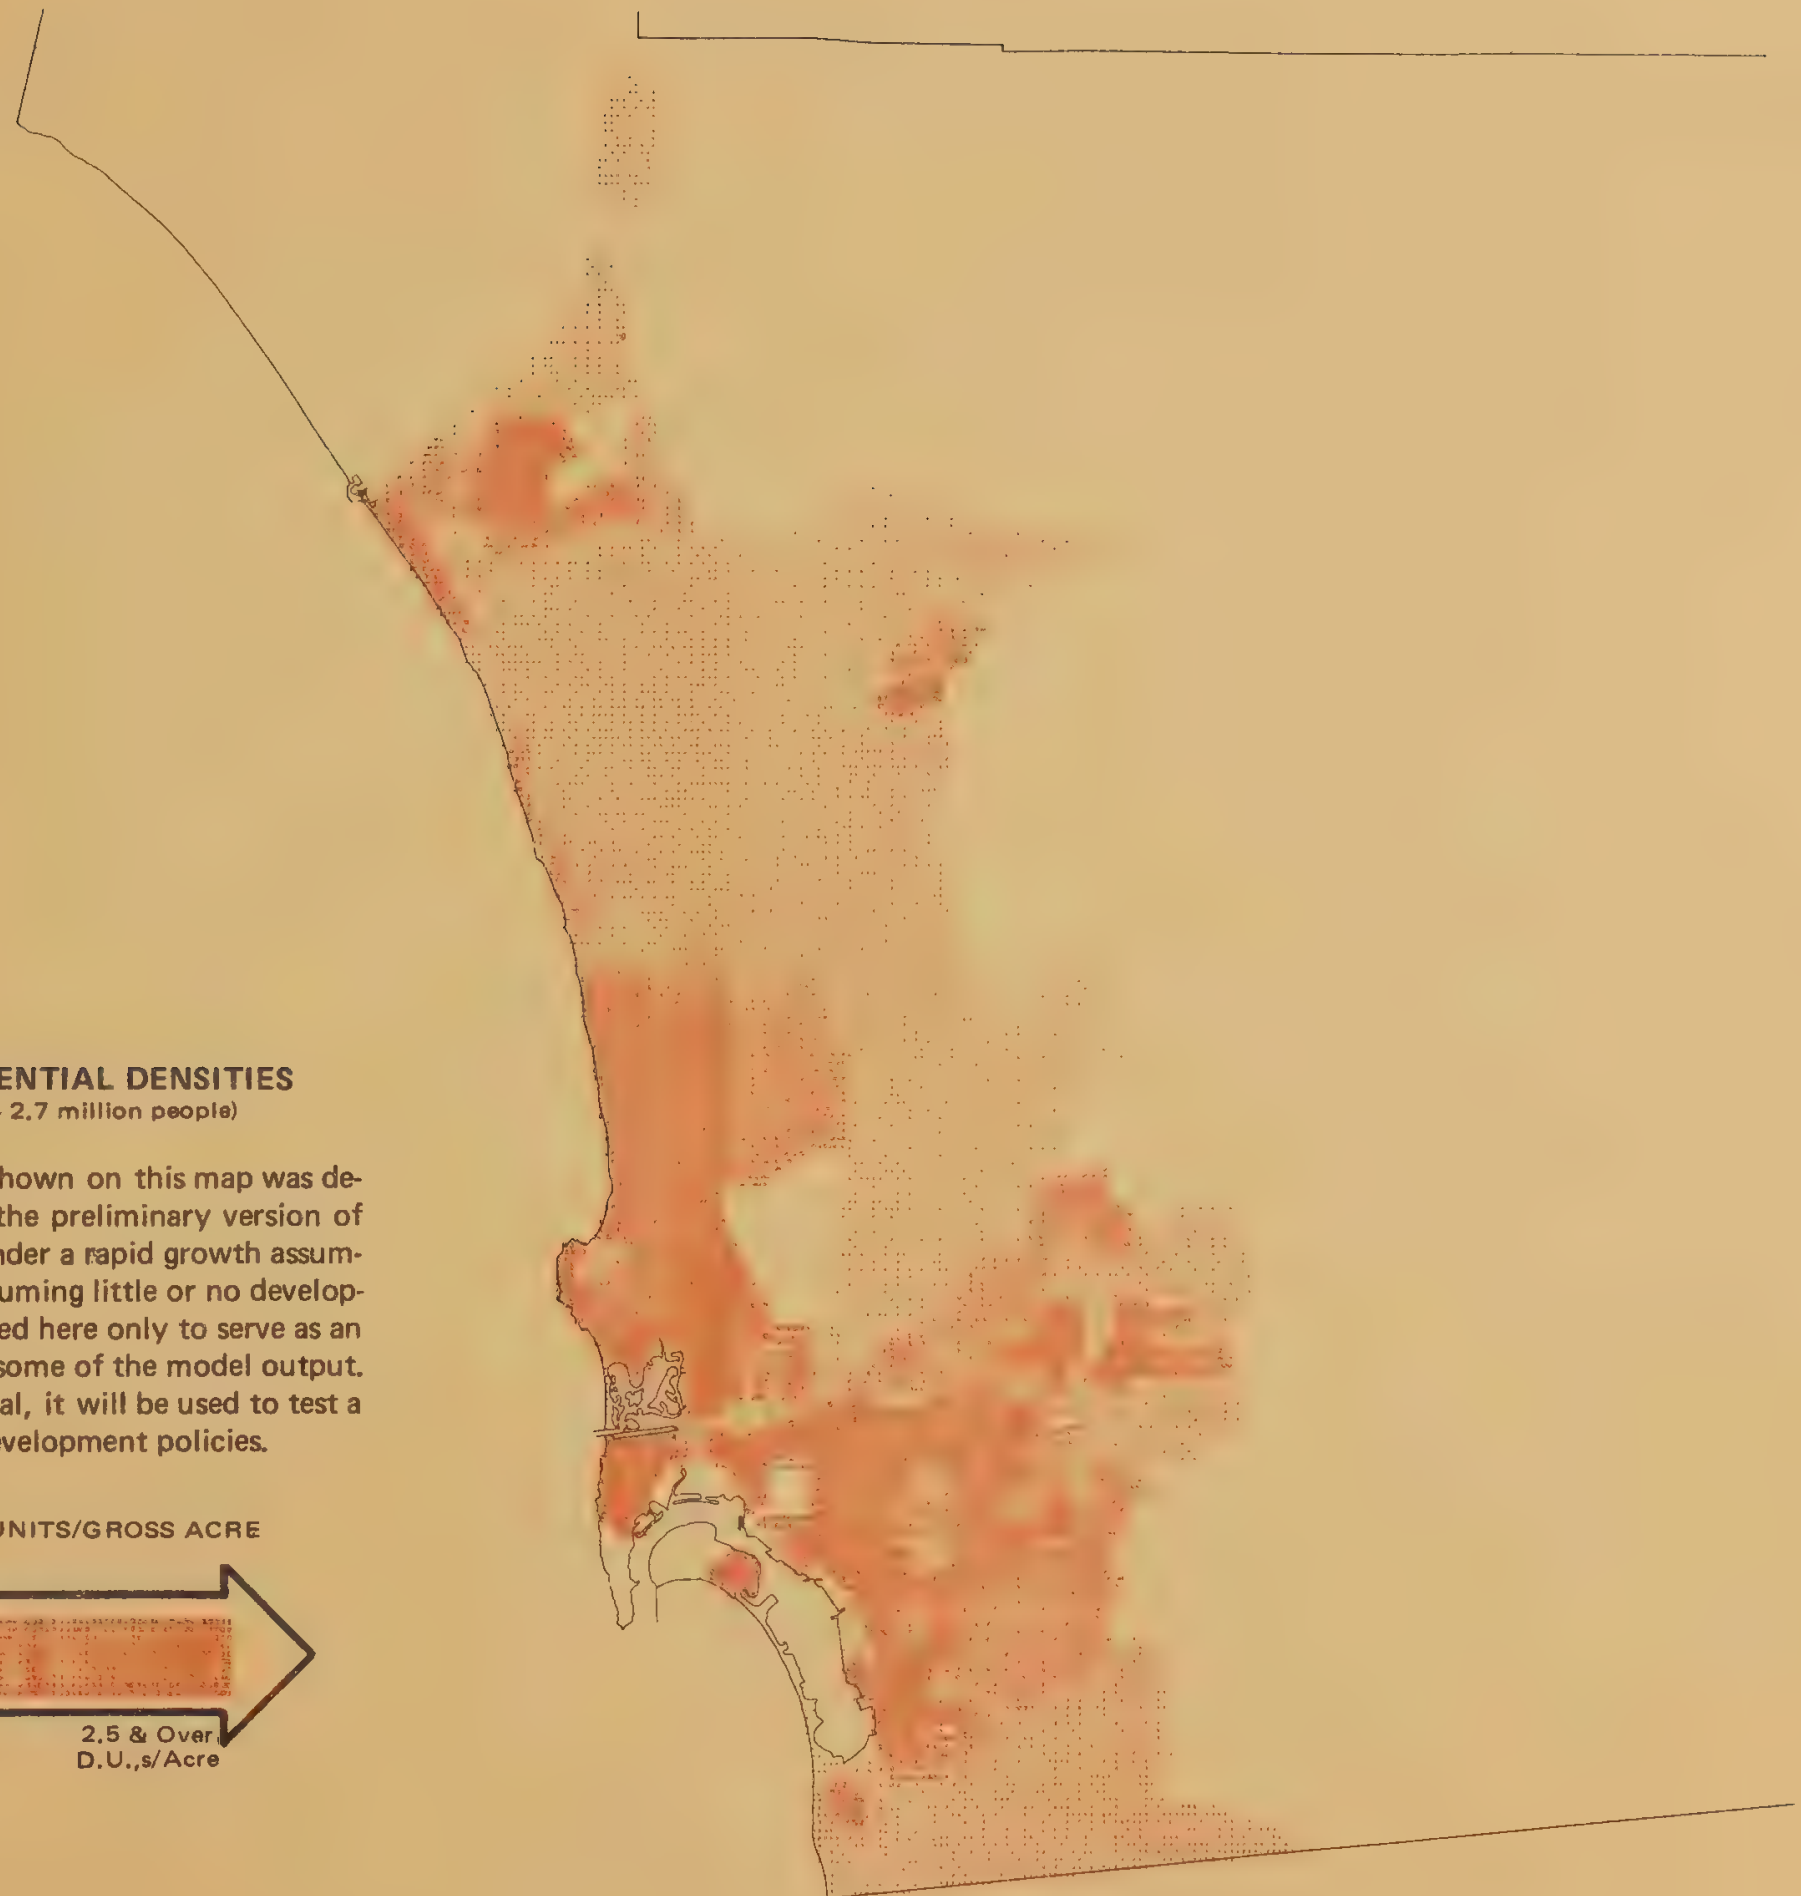 ENTIAL DENSITIES
2.7 million people)
hown on this map was de-
the preliminary version of
nder a rapid growth assum-
uming little or no develop-
ed here only to serve as an
some of the model output.
al, it will be used to test a
evelopment policies.
UNITS/GROSS ACRE
2.5 & Over
D.U.,s/Acre